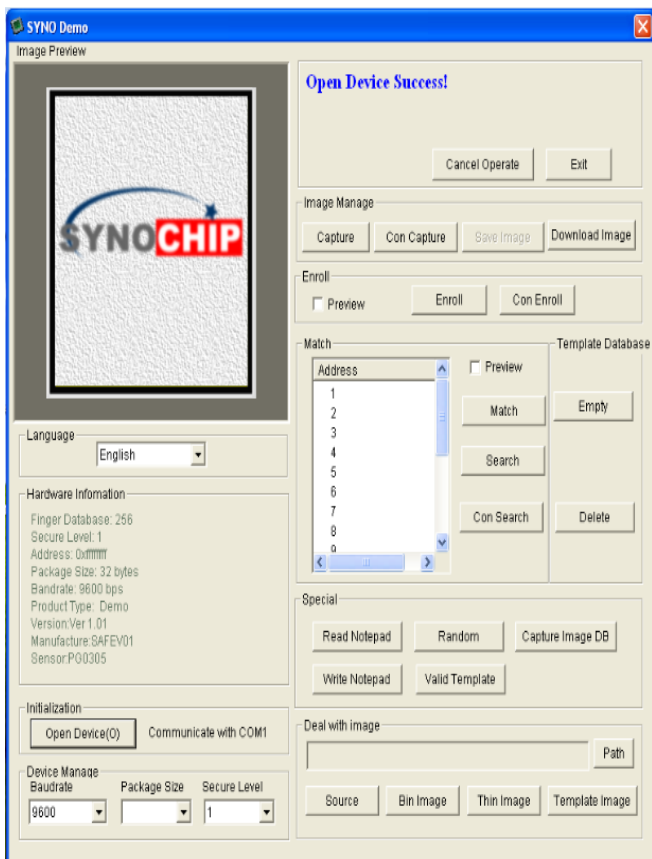 SYNO Demo
Image Preview
SYNOCHIP
Open Device Success!
Cancel Operate
Exit
Image Manage
Capture
Con Capture
Save Image
Download Image
Enroll
Preview
Enroll
Con Enroll
Match
Address
1
2
3
4
5
6
7
8
9
Preview
Match
Search
Con Search
Template Database
Empty
Delete
Language
English
Hardware Infomation
Finger Database: 256
Secure Level: 1
Address: 0xffffffff
Package Size: 32 bytes
Bandrate: 9600 bps
Product Type: Demo
Version:Ver 1.01
Manufacture:SAFEV01
Sensor:PG0305
Special
Read Notepad
Random
Capture Image DB
Write Notepad
Valid Template
Initialization
Open Device(O)
Communicate with COM1
Device Manage
Baudrate
Package Size
Secure Level
9600
1
Deal with image
Path
Source
Bin Image
Thin Image
Template Image